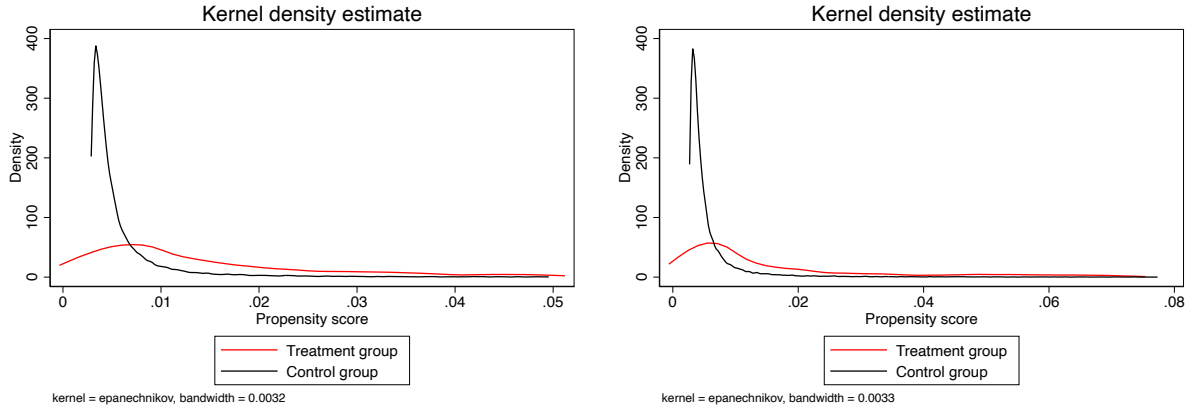 Kernel density estimate
400
300
200
100
0
Density
0 .01 .02 .03 .04 .05
Propensity score
Treatment group
Control group
kernel = epanechnikov, bandwidth = 0.0032
Kernel density estimate
400
300
200
100
0
Density
0 .02 .04 .06 .08
Propensity score
Treatment group
Control group
kernel = epanechnikov, bandwidth = 0.0033